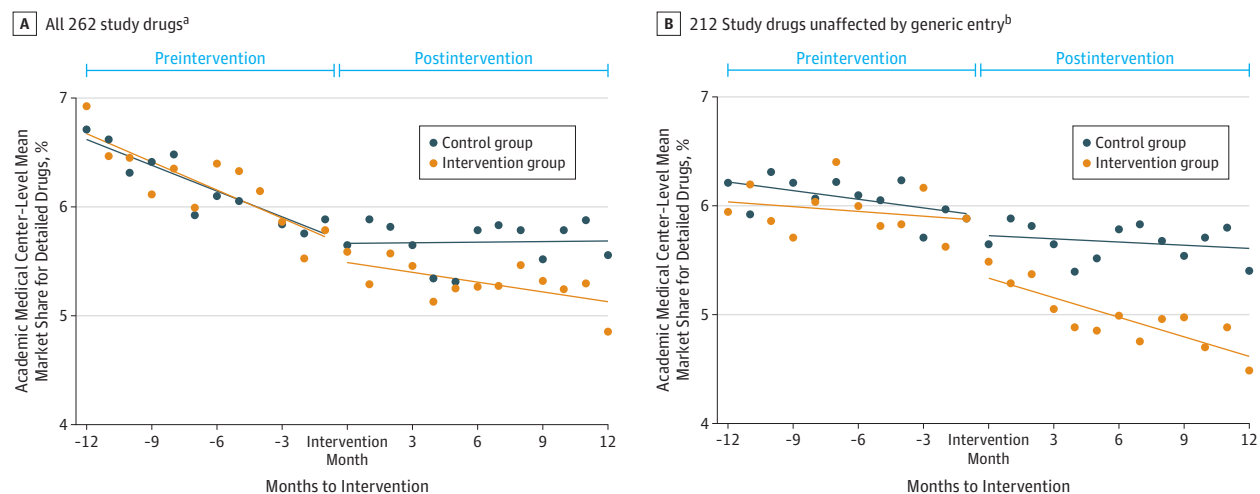 A All 262 study drugsa
Preintervention
Postintervention
7
6
5
4
Academic Medical Center-Level Mean
Market Share for Detailed Drugs, %
Control group
Intervention group
-12
-9
-6
-3
Intervention
Month
3
6
9
12
Months to Intervention
B 212 Study drugs unaffected by generic entryb
Preintervention
Postintervention
7
6
5
4
Academic Medical Center-Level Mean
Market Share for Detailed Drugs, %
Control group
Intervention group
-12
-9
-6
-3
Intervention
Month
3
6
9
12
Months to Intervention